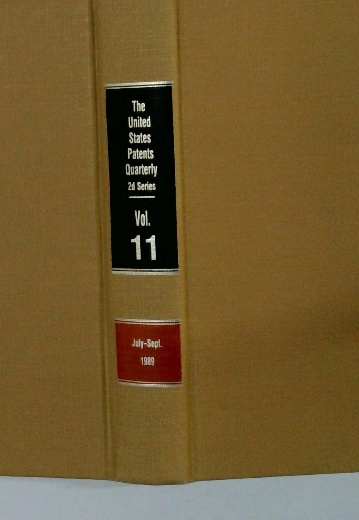 The
United
States
Patents
Quarterly
2d Series
Vol.
11
July-Sept.
1989